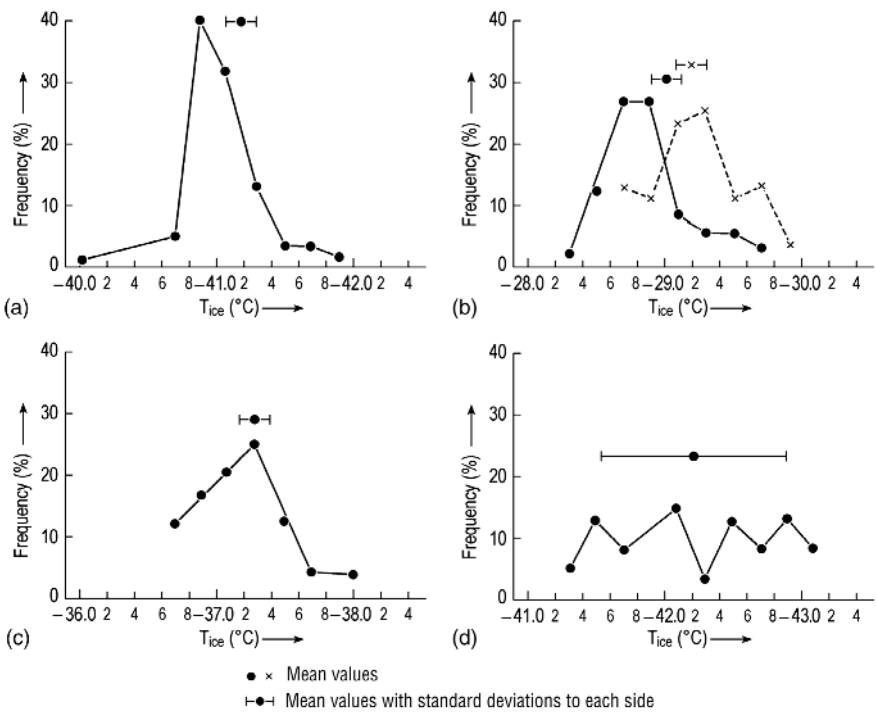 40
30
20
10
0
Frequency (%)
–40.0 2 4 6 8 –41.0 2 4 6 8 –42.0 2 4
(a)
Tice (°C)
40
30
20
10
0
Frequency (%)
–28.0 2 4 6 8 –29.0 2 4 6 8 –30.0 2 4
(b)
Tice (°C)
40
30
20
10
0
Frequency (%)
–36.0 2 4 6 8 –37.0 2 4 6 8 –38.0 2 4
(c)
Tice (°C)
40
30
20
10
0
Frequency (%)
–41.0 2 4 6 8 –42.0 2 4 6 8 –43.0 2 4
(d)
Tice (°C)
Mean values
Mean values with standard deviations to each side